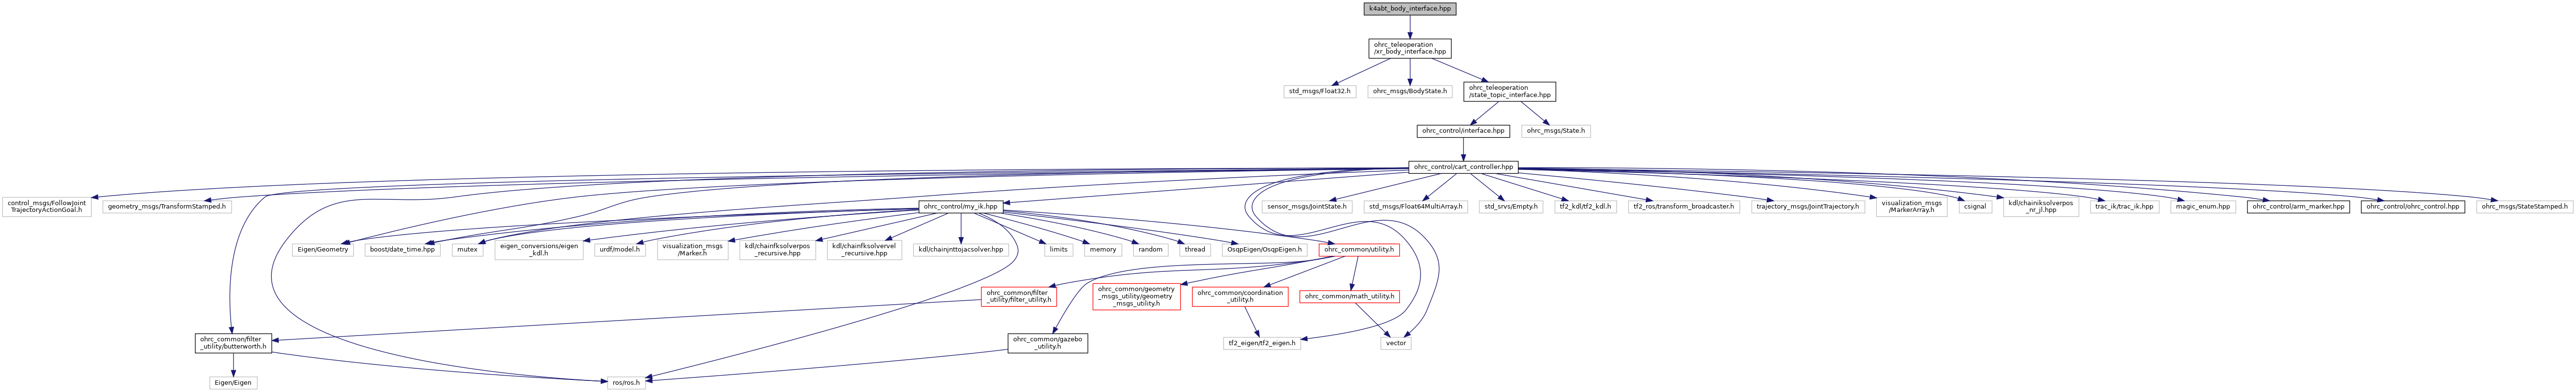 k4abt_body_interface.hpp
ohrc_teleoperation
/xr_body_interface.hpp
std_msgs/Float32.h
ohrc_msgs/BodyState.h
ohrc_teleoperation
/state_topic_interface.hpp
ohrc_control/interface.hpp
ohrc_msgs/State.h
ohrc_control/cart_controller.hpp
control_msgs/FollowJoint
TrajectoryActionGoal.h
geometry_msgs/TransformStamped.h
ohrc_control/my_ik.hpp
sensor_msgs/JointState.h
std_msgs/Float64MultiArray.h
std_srvs/Empty.h
tf2_kdl/tf2_kdl.h
tf2_ros/transform_broadcaster.h
trajectory_msgs/JointTrajectory.h
visualization_msgs
/MarkerArray.h
csignal
kdl/chainiksolverpos
_nr_jl.hpp
trac_ik/trac_ik.hpp
magic_enum.hpp
ohrc_control/arm_marker.hpp
ohrc_control/ohrc_control.hpp
ohrc_msgs/StateStamped.h
Eigen/Geometry
boost/date_time.hpp
mutex
eigen_conversions/eigen
_kdl.h
urdf/model.h
visualization_msgs
/Marker.h
kdl/chainfksolverpos
_recursive.hpp
kdl/chainfksolvervel
_recursive.hpp
kdl/chainjnttojacsolver.hpp
limits
memory
random
thread
OsqpEigen/OsqpEigen.h
ohrc_common/utility.h
ohrc_common/filter
_utility/filter_utility.h
ohrc_common/geometry
_msgs_utility/geometry
_msgs_utility.h
ohrc_common/coordination
_utility.h
ohrc_common/math_utility.h
ohrc_common/filter
_utility/butterworth.h
ohrc_common/gazebo
_utility.h
tf2_eigen/tf2_eigen.h
vector
Eigen/Eigen
ros/ros.h